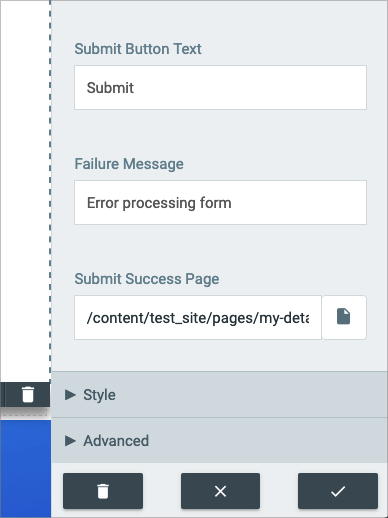 Submit Button Text
Submit
Failure Message
Error processing form
Submit Success Page
/content/test_site/pages/my-deta
Style
Advanced